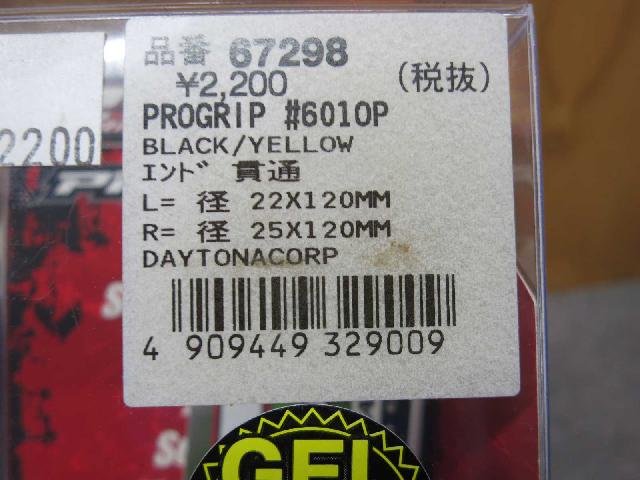 品番 67298
¥2,200 (税抜)
PROGRIP #6010P
BLACK/YELLOW
エンド 貫通
L= 径 22X120MM
R= 径 25X120MM
DAYTONACORP
4 909449 329009
2200
GEL